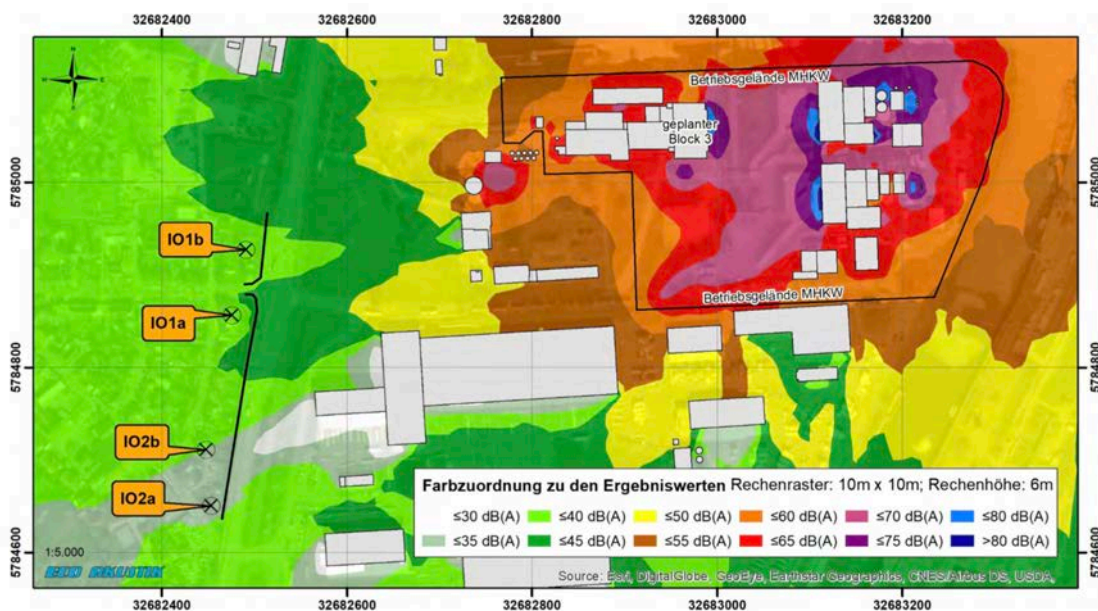 32682400 32682600 32682800 32683000 32683200
Betriebsgelände MHKW
geplanter
Block 3
5785000 5785000
IO1b
Betriebsgelände MHKW
IO1a
5784800 5784800
IO2b
IO2a
Farbzuordnung zu den Ergebniswerten Rechenraster: 10m x 10m; Rechenhöhe: 6m
≤30 dB(A) ≤40 dB(A) ≤50 dB(A) ≤60 dB(A) ≤70 dB(A) ≤80 dB(A)
≤35 dB(A) ≤45 dB(A) ≤55 dB(A) ≤65 dB(A) ≤75 dB(A) >80 dB(A)
5784600 5784600
1:5.000
Source: Esri, DigitalGlobe, GeoEye, Earthstar Geographics, CNES/Airbus DS, USDA,
32682400 32682600 32682800 32683000 32683200